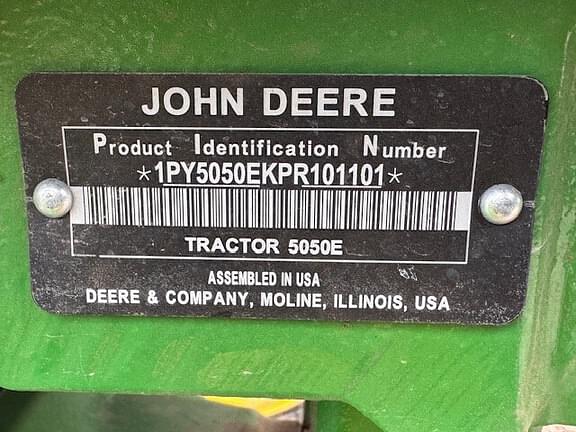 JOHN DEERE
Product Identification Number
*1PY5050EKPR101101*
TRACTOR 5050E
ASSEMBLED IN USA
DEERE & COMPANY, MOLINE, ILLINOIS, USA